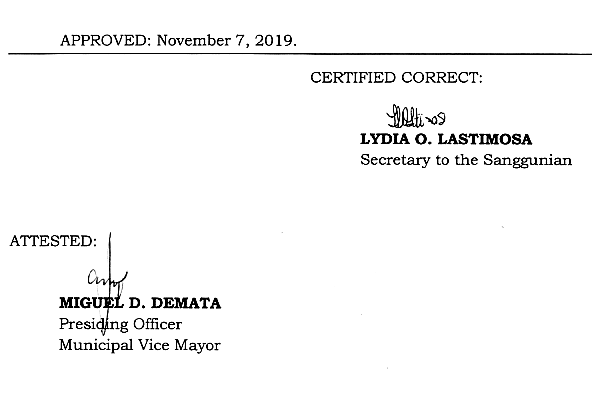 APPROVED: November 7, 2019.
CERTIFIED CORRECT:
LYDIA O. LASTIMOSA
Secretary to the Sanggunian
ATTESTED:
MIGUEL D. DEMATA
Presiding Officer
Municipal Vice Mayor